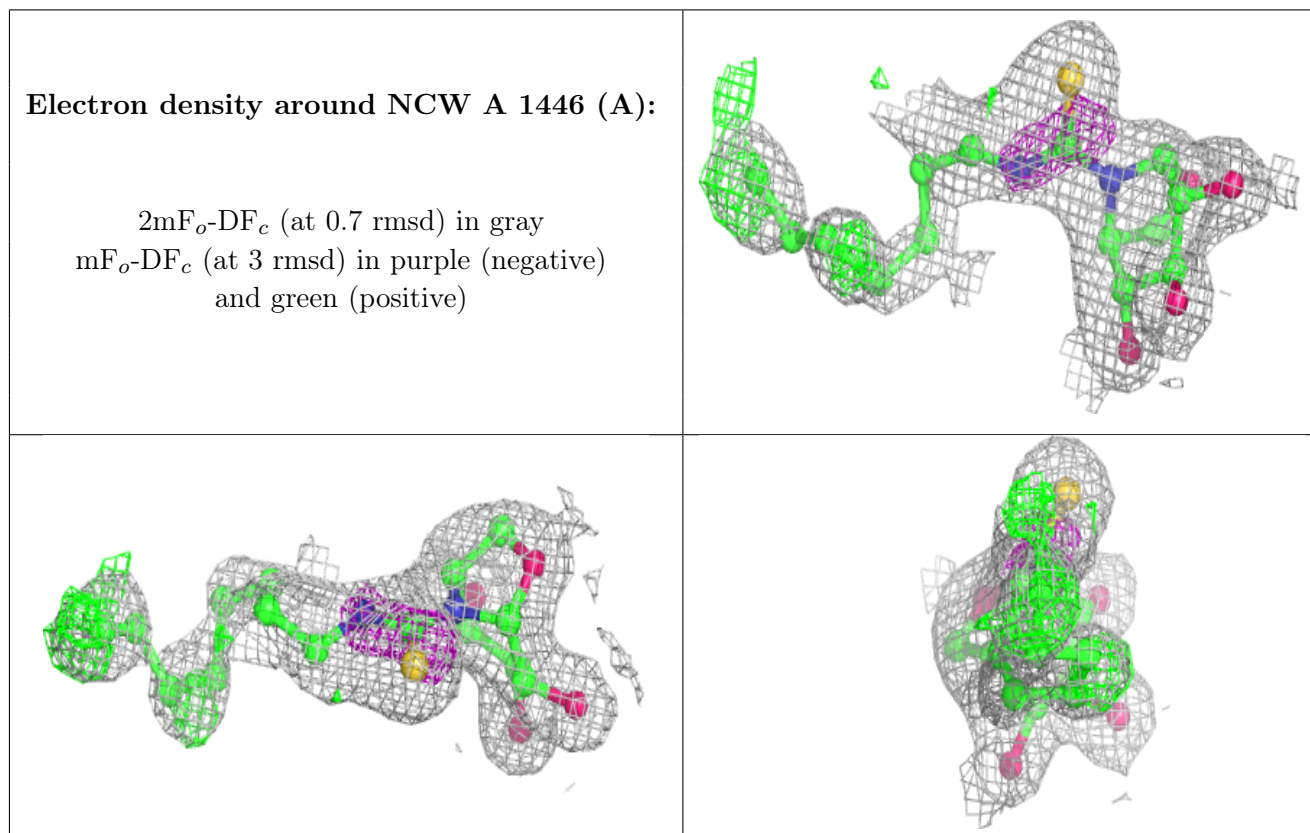 Electron density around NCW A 1446 (A):
2mFo-DFc (at 0.7 rmsd) in gray
mFo-DFc (at 3 rmsd) in purple (negative)
and green (positive)